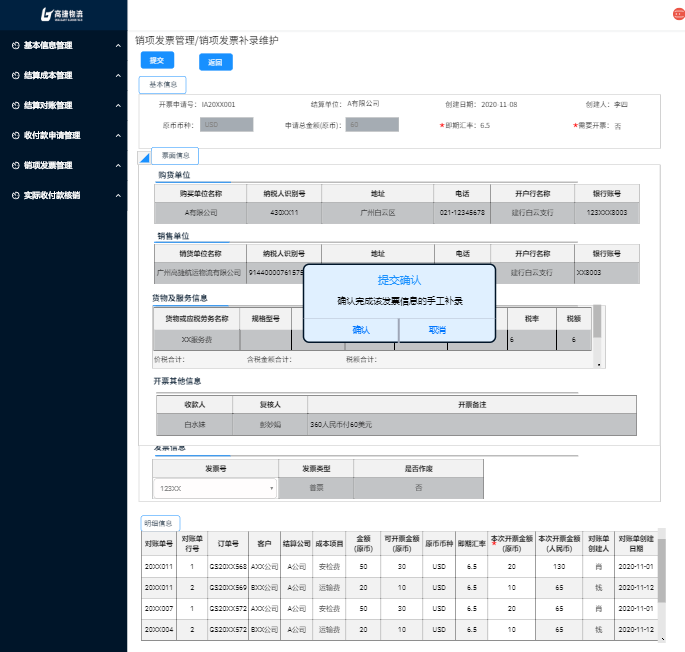 高捷物流
基本信息管理
结算成本管理
结算对账管理
收付款申请管理
销项发票管理
实际收付款核销
销项发票管理/销项发票补录维护
提交 返回
基本信息
开票申请号： IA20XX001 结算单位： A有限公司 创建日期： 2020-11-08 创建人： 李四
原币币种： USD 申请总金额(原币)： 60 *即期汇率： 6.5 *需要开票： 否
票面信息
购货单位
购买单位名称 纳税人识别号 地址 电话 开户行名称 银行账号
A有限公司 430XX11 广州白云区 021-12345678 建行白云支行 123XXX8003
销售单位
销货单位名称 纳税人识别号 地址 电话 开户行名称 银行账号
广州高捷航运物流有限公司 9144000076157 建行白云支行 XX8003
提交确认
确认完成该发票信息的手工补录
确认 取消
货物及服务信息
货物或应税劳务名称 规格型号 税率 税额
XX服务费 6 6
价税合计： 含税金额合计： 税额合计：
开票其他信息
收款人 复核人 开票备注
白水妹 彭妙娟 360人民币付60美元
发票信息
发票号 发票类型 是否作废
123XX 普票 否
明细信息
对账单号 对账单行号 订单号 客户 结算公司 成本项目 金额(原币) 可开票金额(原币) 原币币种 即期汇率 *本次开票金额(原币) 本次开票金额(人民币) 对账单创建人 对账单创建日期
20XX011 1 GS20XX568 AXX公司 A公司 安检费 50 30 USD 6.5 20 130 肖 2020-11-01
20XX011 2 GS20XX569 BXX公司 A公司 运输费 20 10 USD 6.5 10 65 钱 2020-11-12
20XX007 1 GS20XX572 AXX公司 A公司 安检费 50 30 USD 6.5 20 65 肖 2020-11-01
20XX004 2 GS20XX572 BXX公司 A公司 运输费 20 10 USD 6.5 10 65 钱 2020-11-12